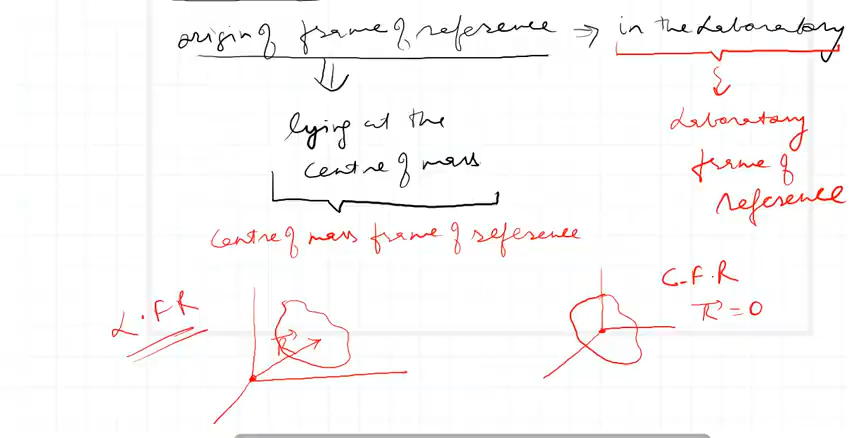 origin of frame of reference ⇒ in the Laboratory
lying at the
centre of mass
Laboratory
frame of
reference
centre of mass frame of reference
L.F.R
R⃗
C-F.R
R⃗ = 0